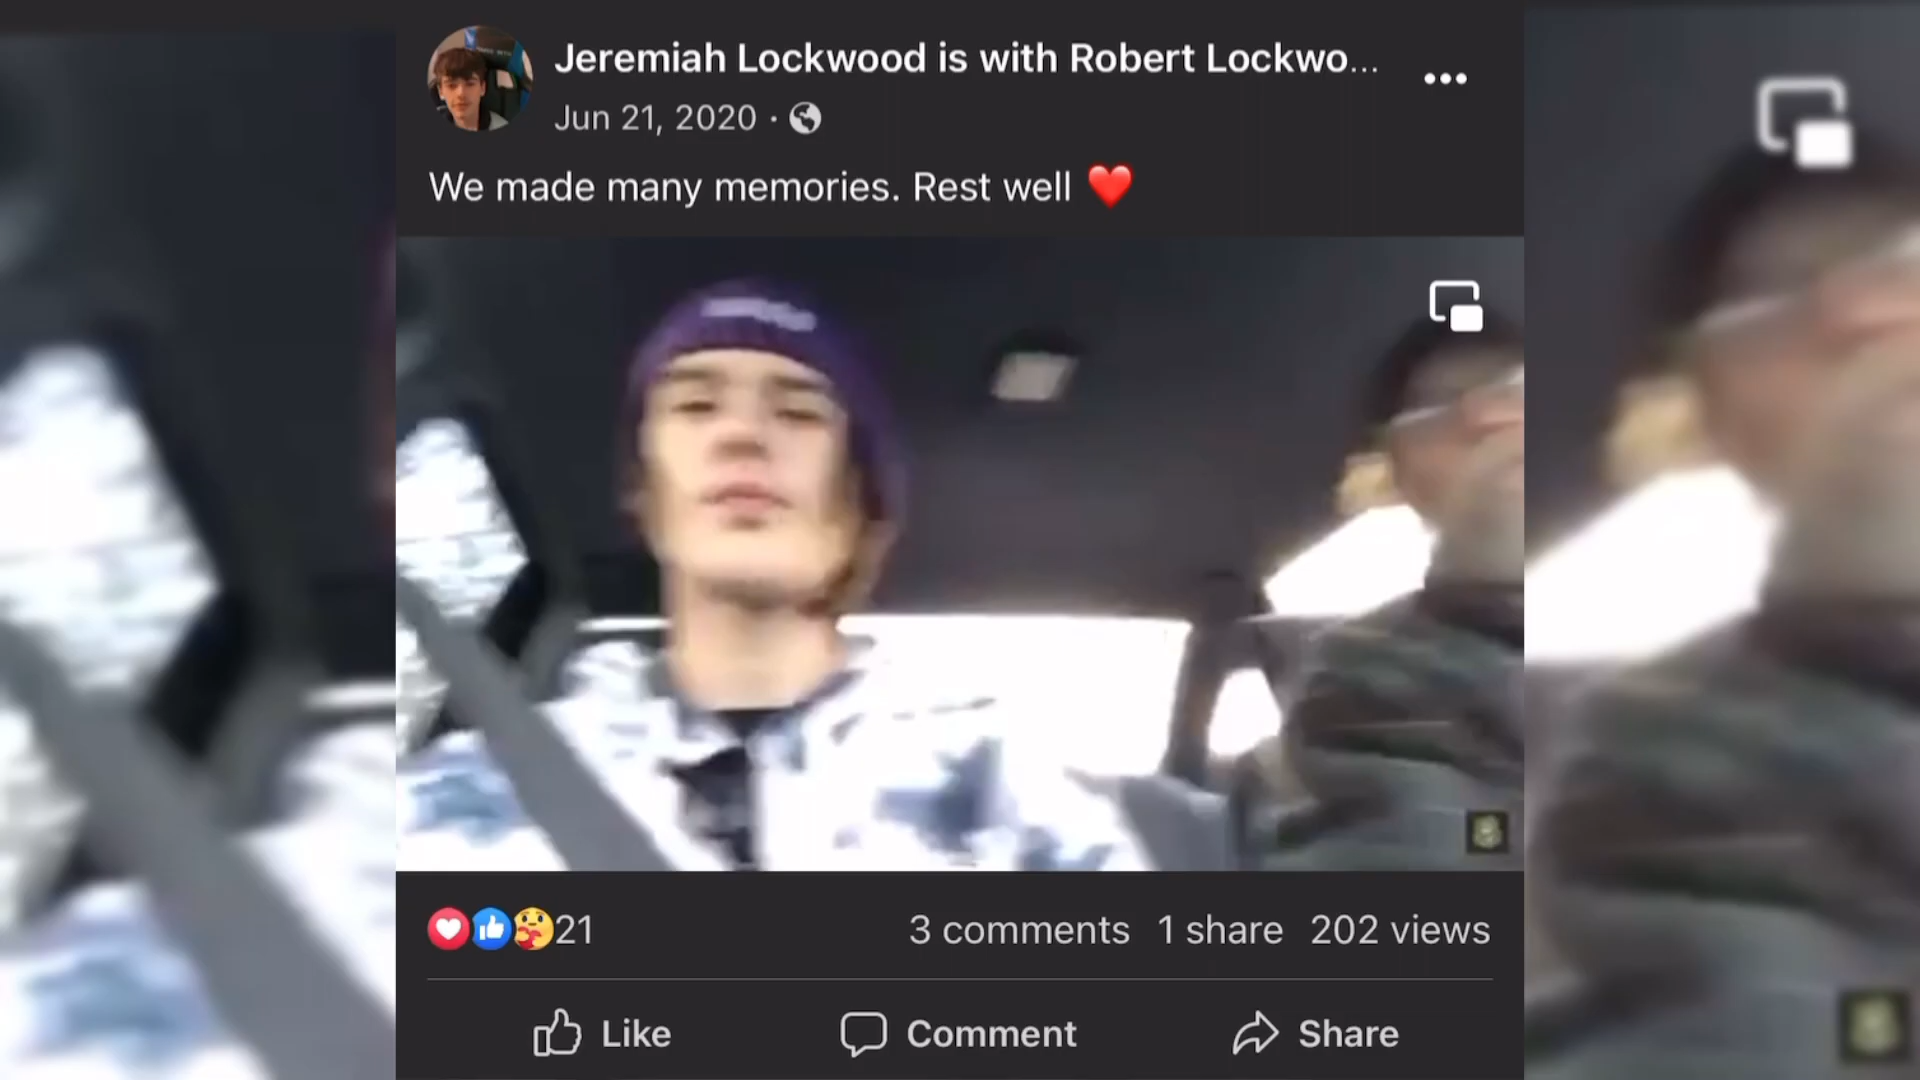 Jeremiah Lockwood is with Robert Lockwo...
Jun 21, 2020 ·
We made many memories. Rest well ❤️
21
3 comments 1 share 202 views
Like
Comment
Share